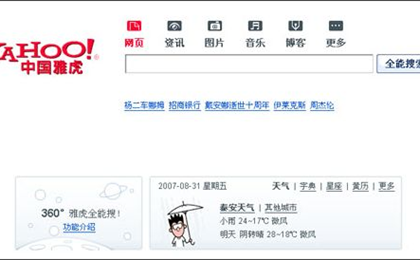 YAHOO!
中国雅虎
网页 资讯 图片 音乐 博客 更多
全能搜索
杨二车娜姆 招商银行 戴安娜逝世十周年 伊莱克斯 周杰伦
360°雅虎全能搜!
功能介绍
2007-08-31 星期五 天气 | 字典 | 星座 | 黄历 | 更多
秦安天气 | 其他城市
小雨 24~17℃ 微风
明天 阴转晴 28~18℃ 微风